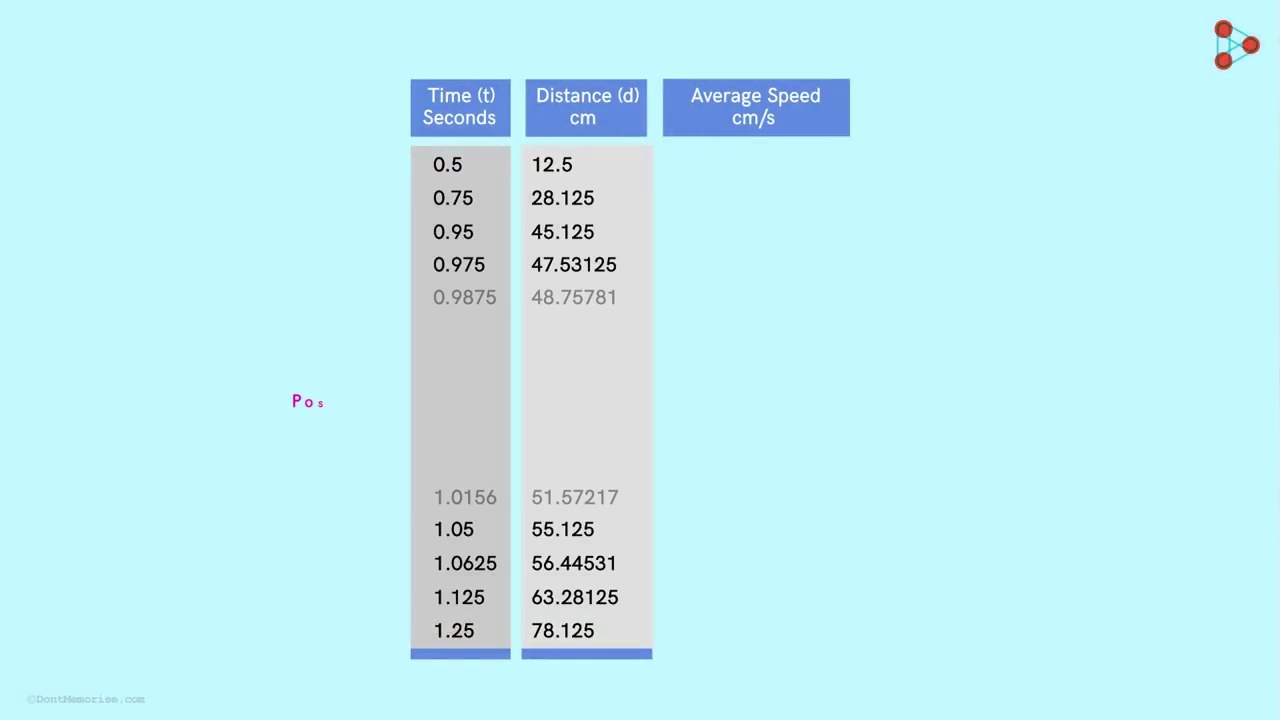 Time (t) Distance (d) Average Speed
Seconds cm cm/s
0.5 12.5
0.75 28.125
0.95 45.125
0.975 47.53125
0.9875 48.75781
Pos
1.0156 51.57217
1.05 55.125
1.0625 56.44531
1.125 63.28125
1.25 78.125
©DontMemorise.com